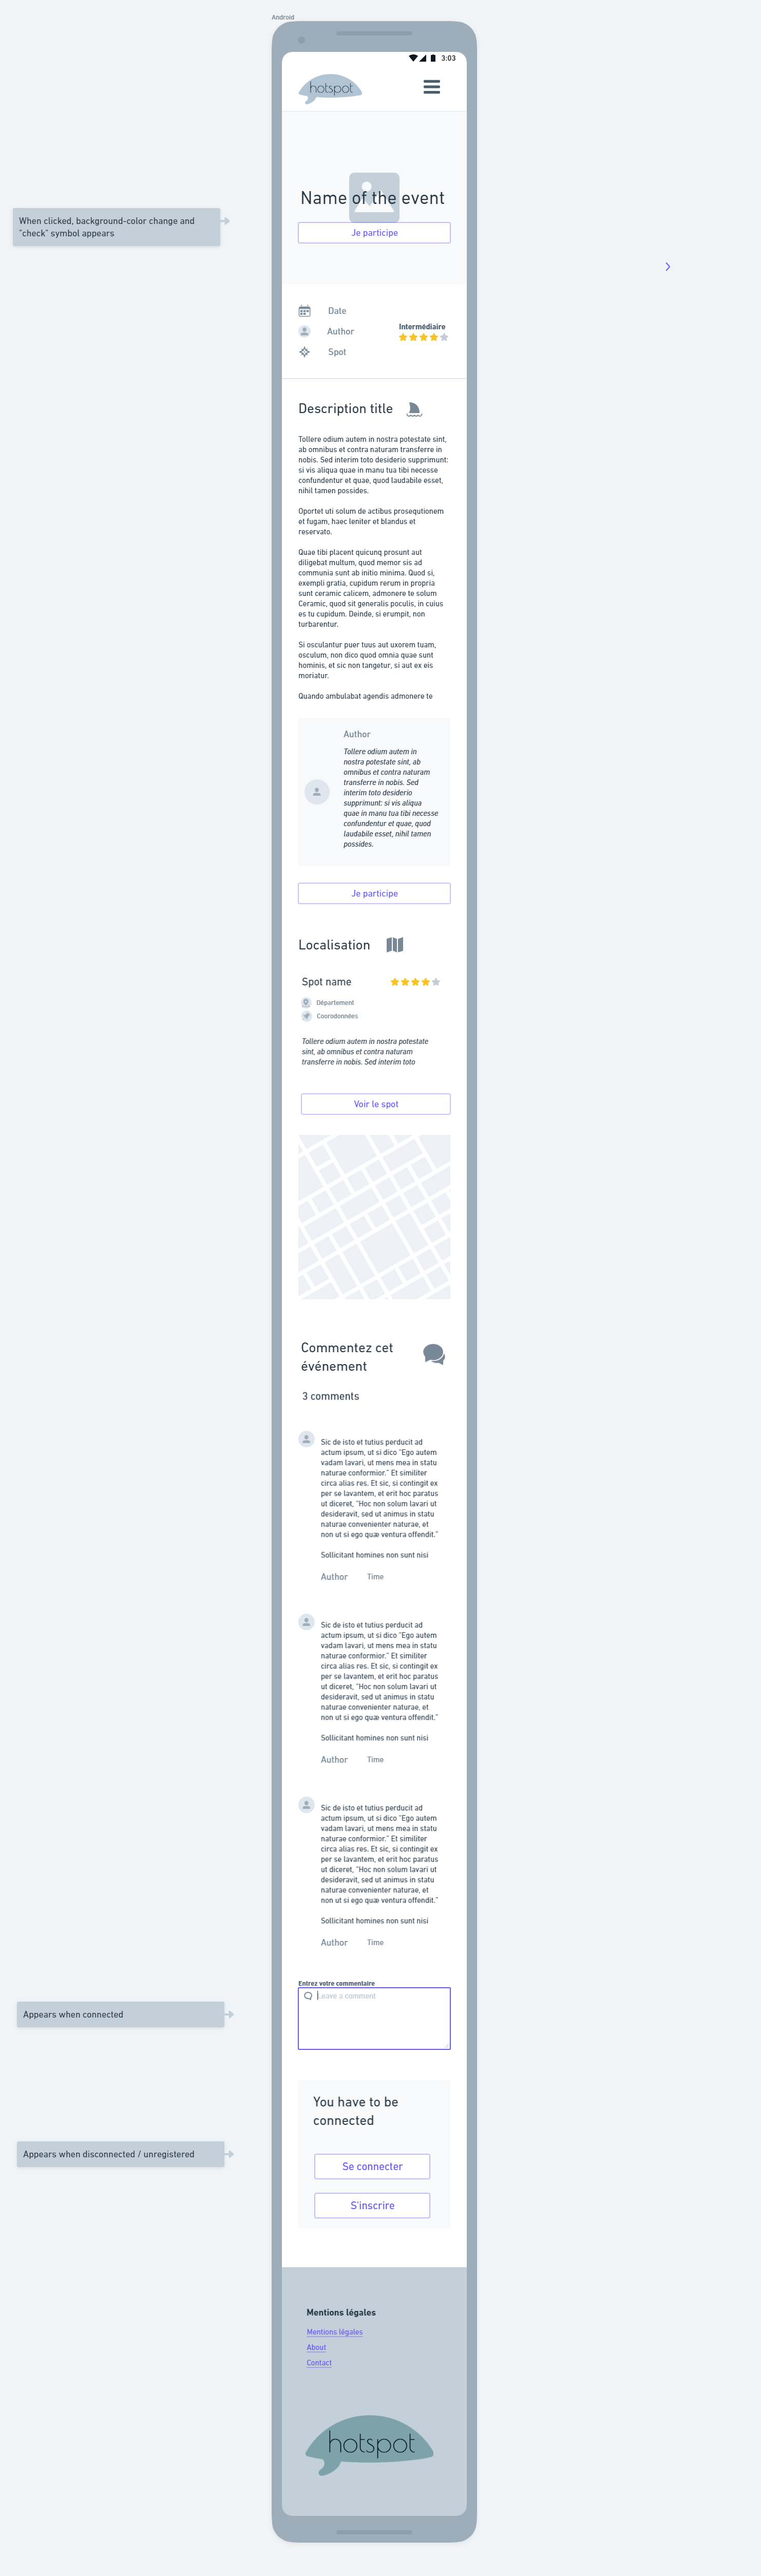 Android
3:03
hotspot
Name of the event
When clicked, background-color change and
"check" symbol appears
Je participe
Date
Author
Intermédiaire
Spot
Description title
Tollere odium autem in nostra potestate sint,
ab omnibus et contra naturam transferre in
nobis. Sed interim toto desiderio supprimunt:
si vis aliqua quae in manu tua tibi necesse
confundentur et quae, quod laudabile esset,
nihil tamen possides.
Oportet uti solum de actibus prosequtionem
et fugam, haec leniter et blandus et
reservato.
Quae tibi placent quicunq prosunt aut
diligebat multum, quod memor sis ad
communia sunt ab initio minima. Quod si,
exempli gratia, cupidum rerum in propria
sunt ceramic calicem, admonere te solum
Ceramic, quod sit generalis poculis, in cuius
es tu cupidum. Deinde, si erumpit, non
turbarentur.
Si osculantur puer tuus aut uxorem tuam,
osculum, non dico quod omnia quae sunt
hominis, et sic non tangetur, si aut ex eis
moriatur.
Quando ambulabat agendis admonere te
Author
Tollere odium autem in
nostra potestate sint, ab
omnibus et contra naturam
transferre in nobis. Sed
interim toto desiderio
supprimunt: si vis aliqua
quae in manu tua tibi necesse
confundentur et quae, quod
laudabile esset, nihil tamen
possides.
Je participe
Localisation
Spot name
Département
Coorodonnées
Tollere odium autem in nostra potestate
sint, ab omnibus et contra naturam
transferre in nobis. Sed interim toto
Voir le spot
Commentez cet
événement
3 comments
Sic de isto et tutius perducit ad
actum ipsum, ut si dico "Ego autem
vadam lavari, ut mens mea in statu
naturae conformior." Et similiter
circa alias res. Et sic, si contingit ex
per se lavantem, et erit hoc paratus
ut diceret, "Hoc non solum lavari ut
desideravit, sed ut animus in statu
naturae convenienter naturae, et
non ut si ego quæ ventura offendit."
Sollicitant homines non sunt nisi
Author Time
Sic de isto et tutius perducit ad
actum ipsum, ut si dico "Ego autem
vadam lavari, ut mens mea in statu
naturae conformior." Et similiter
circa alias res. Et sic, si contingit ex
per se lavantem, et erit hoc paratus
ut diceret, "Hoc non solum lavari ut
desideravit, sed ut animus in statu
naturae convenienter naturae, et
non ut si ego quæ ventura offendit."
Sollicitant homines non sunt nisi
Author Time
Sic de isto et tutius perducit ad
actum ipsum, ut si dico "Ego autem
vadam lavari, ut mens mea in statu
naturae conformior." Et similiter
circa alias res. Et sic, si contingit ex
per se lavantem, et erit hoc paratus
ut diceret, "Hoc non solum lavari ut
desideravit, sed ut animus in statu
naturae convenienter naturae, et
non ut si ego quæ ventura offendit."
Sollicitant homines non sunt nisi
Author Time
Entrez votre commentaire
Leave a comment
Appears when connected
You have to be
connected
Appears when disconnected / unregistered
Se connecter
S'inscrire
Mentions légales
Mentions légales
About
Contact
hotspot